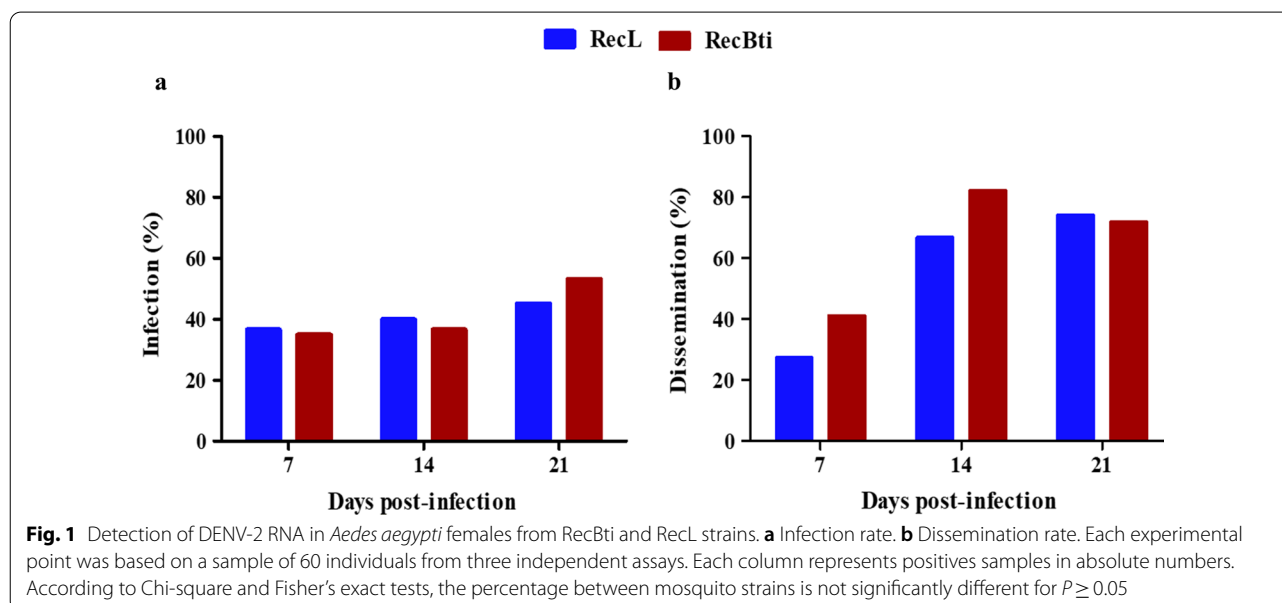 RecL RecBti
a
b
Infection (%)
100
80
60
40
20
0
7 14 21
Days post-infection
Dissemination (%)
100
80
60
40
20
0
7 14 21
Days post-infection
Fig. 1 Detection of DENV-2 RNA in Aedes aegypti females from RecBti and RecL strains. a Infection rate. b Dissemination rate. Each experimental
point was based on a sample of 60 individuals from three independent assays. Each column represents positives samples in absolute numbers.
According to Chi-square and Fisher's exact tests, the percentage between mosquito strains is not significantly different for P ≥ 0.05